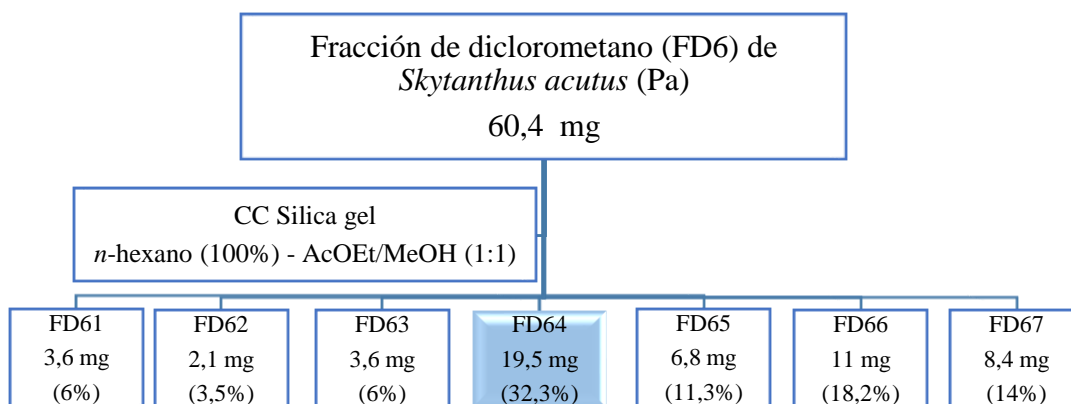 Fracción de diclorometano (FD6) de
Skytanthus acutus (Pa)
60,4 mg
CC Silica gel
n-hexano (100%) - AcOEt/MeOH (1:1)
FD61
3,6 mg
(6%)
FD62
2,1 mg
(3,5%)
FD63
3,6 mg
(6%)
FD64
19,5 mg
(32,3%)
FD65
6,8 mg
(11,3%)
FD66
11 mg
(18,2%)
FD67
8,4 mg
(14%)